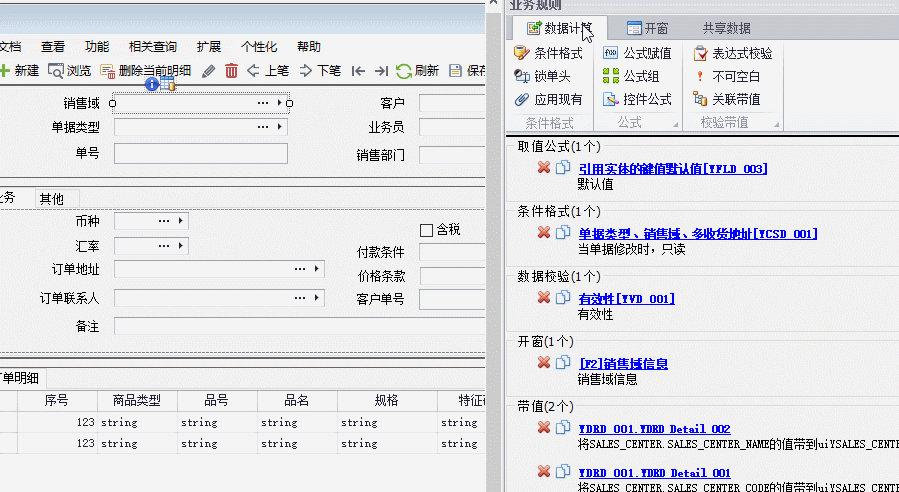 业务规则
文档 查看 功能 相关查询 扩展 个性化 帮助
新建 浏览 删除当前明细 上笔 下笔 刷新 保存
销售域 客户
单据类型 业务员
单号 销售部门
业务 其他
币种 含税
汇率 付款条件
订单地址 价格条款
订单联系人 客户单号
备注
订单明细
序号 商品类型 品号 品名 规格
123 string string string string string
123 string string string string string
数据计算 开窗 共享数据
条件格式 公式赋值 表达式校验
锁单头 公式组 不可空白
应用现有 控件公式 关联带值
条件格式 公式 校验带值
取值公式(1个)
引用实体的键值默认值[YFLD_003]
默认值
条件格式(1个)
单据类型、销售域、多收货地址[YCSD_001]
当单据修改时，只读
数据校验(1个)
有效性[YVD_001]
有效性
开窗(1个)
[F2]销售域信息
销售域信息
带值(2个)
YDRD_001.YDRD_Detail_002
将SALES_CENTER.SALES_CENTER_NAME的值带到uiYSALES_CENTE
YDRD_001.YDRD_Detail_001
将SALES_CENTER.SALES_CENTER_CODE的值带到uiYSALES_CENTE